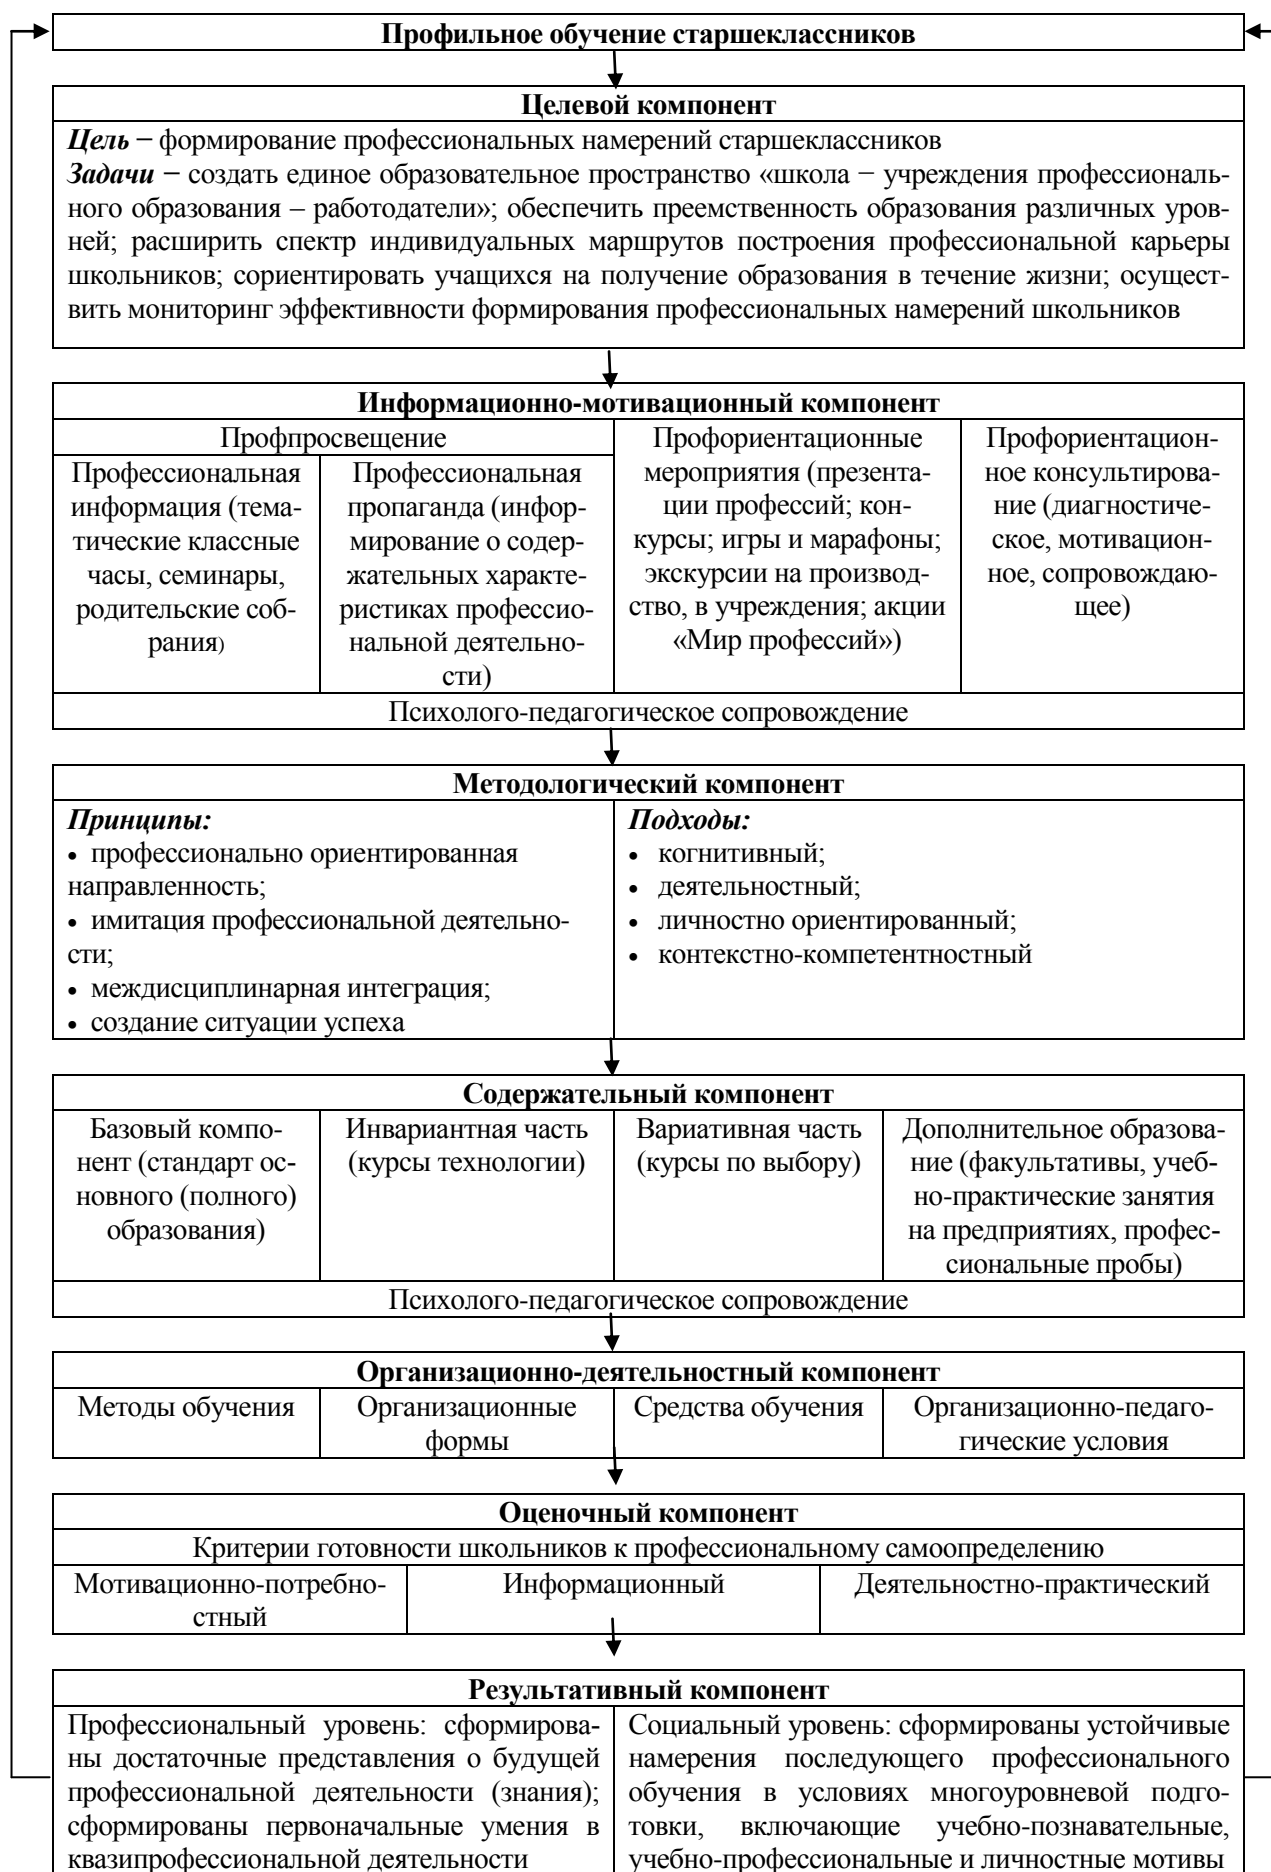 Профильное обучение старшеклассников
Целевой компонент
Цель − формирование профессиональных намерений старшеклассников
Задачи − создать единое образовательное пространство «школа − учреждения профессиональ-
ного образования – работодатели»; обеспечить преемственность образования различных уров-
ней; расширить спектр индивидуальных маршрутов построения профессиональной карьеры
школьников; сориентировать учащихся на получение образования в течение жизни; осущест-
вить мониторинг эффективности формирования профессиональных намерений школьников
Информационно-мотивационный компонент
Профпросвещение
Профессиональная
информация (тема-
тические классные
часы, семинары,
родительские соб-
рания)
Профессиональная
пропаганда (инфор-
мирование о содер-
жательных характе-
ристиках профессио-
нальной деятельно-
сти)
Профориентационные
мероприятия (презента-
ции профессий; кон-
курсы; игры и марафоны;
экскурсии на производ-
ство, в учреждения; акции
«Мир профессий»)
Профориентацион-
ное консультирова-
ние (диагностиче-
ское, мотивацион-
ное, сопровождаю-
щее)
Психолого-педагогическое сопровождение
Методологический компонент
Принципы:
• профессионально ориентированная
направленность;
• имитация профессиональной деятельно-
сти;
• междисциплинарная интеграция;
• создание ситуации успеха
Подходы:
• когнитивный;
• деятельностный;
• личностно ориентированный;
• контекстно-компетентностный
Содержательный компонент
Базовый компо-
нент (стандарт ос-
новного (полного)
образования)
Инвариантная часть
(курсы технологии)
Вариативная часть
(курсы по выбору)
Дополнительное образова-
ние (факультативы, учеб-
но-практические занятия
на предприятиях, профес-
сиональные пробы)
Психолого-педагогическое сопровождение
Организационно-деятельностный компонент
Методы обучения
Организационные
формы
Средства обучения
Организационно-педаго-
гические условия
Оценочный компонент
Критерии готовности школьников к профессиональному самоопределению
Мотивационно-потребно-
стный
Информационный
Деятельностно-практический
Результативный компонент
Профессиональный уровень: сформирова-
ны достаточные представления о будущей
профессиональной деятельности (знания);
сформированы первоначальные умения в
квазипрофессиональной деятельности
Социальный уровень: сформированы устойчивые
намерения последующего профессионального
обучения в условиях многоуровневой подго-
товки, включающие учебно-познавательные,
учебно-профессиональные и личностные мотивы